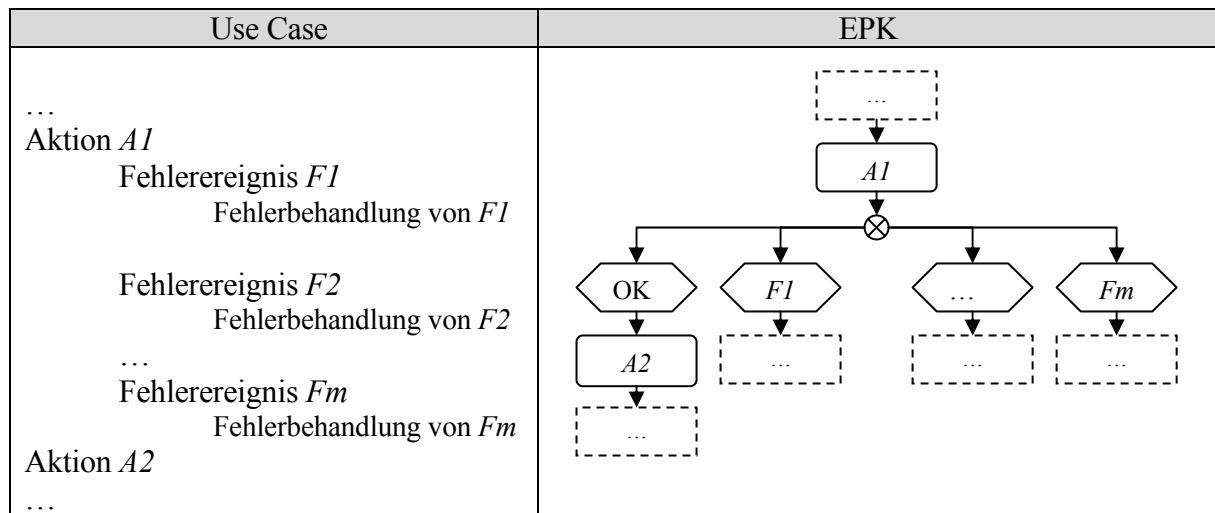 Use Case
EPK
…
Aktion A1
Fehlerereignis F1
Fehlerbehandlung von F1
Fehlerereignis F2
Fehlerbehandlung von F2
…
Fehlerereignis Fm
Fehlerbehandlung von Fm
Aktion A2
…
…
A1
OK
F1
…
Fm
A2
…
…
…
…